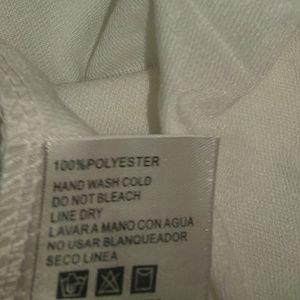 100%POLYESTER
HAND WASH COLD
DO NOT BLEACH
LINE DRY
LAVAR A MANO CON AGUA
NO USAR BLANQUEADOR
SECO LINEA